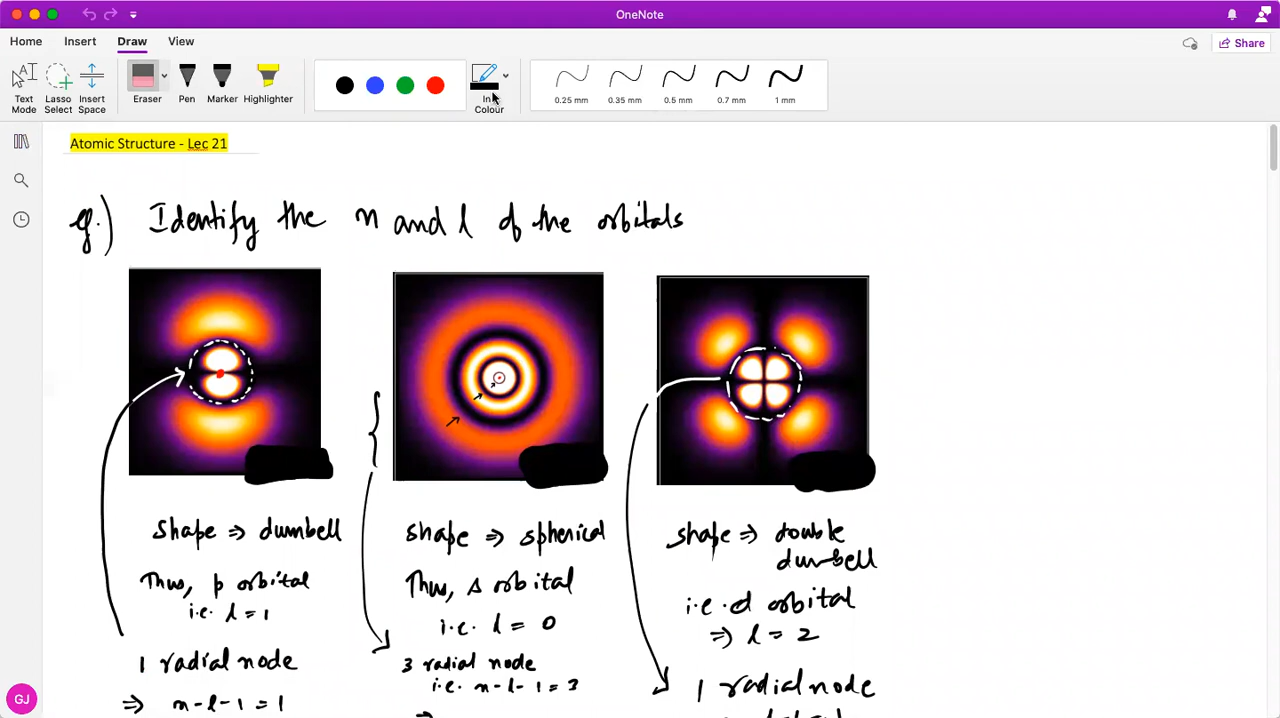 OneNote
Home Insert Draw View
Share
Text Mode
Lasso Select
Insert Space
Eraser
Pen
Marker
Highlighter
Ink Colour
0.25 mm
0.35 mm
0.5 mm
0.7 mm
1 mm
Atomic Structure - Lec 21
eg.) Identify the n and l of the orbitals
shape ⇒ dumbell
Thus, p orbital
i.e. l = 1
1 radial node
⇒ n-l-1 = 1
shape ⇒ spherical
Thus, s orbital
i.e. l = 0
3 radial node
i.e. n-l-1 = 3
⇒
shape ⇒ double
dumbell
i.e. d orbital
⇒ l = 2
1 radial node
GJ